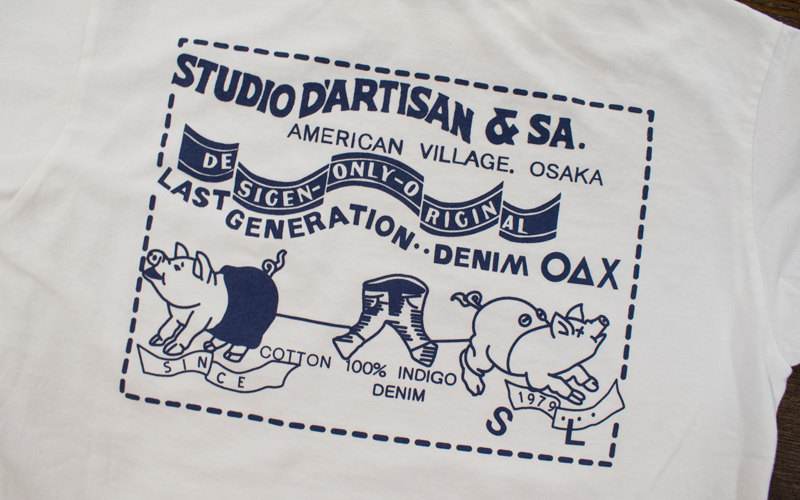 STUDIO D'ARTISAN & SA.
AMERICAN VILLAGE. OSAKA
DE SIGEN- ONLY-O RIGIN AL
LAST GENERATION·· DENIM O∆X
SINCE
COTTON 100% INDIGO
DENIM
1979...
S L